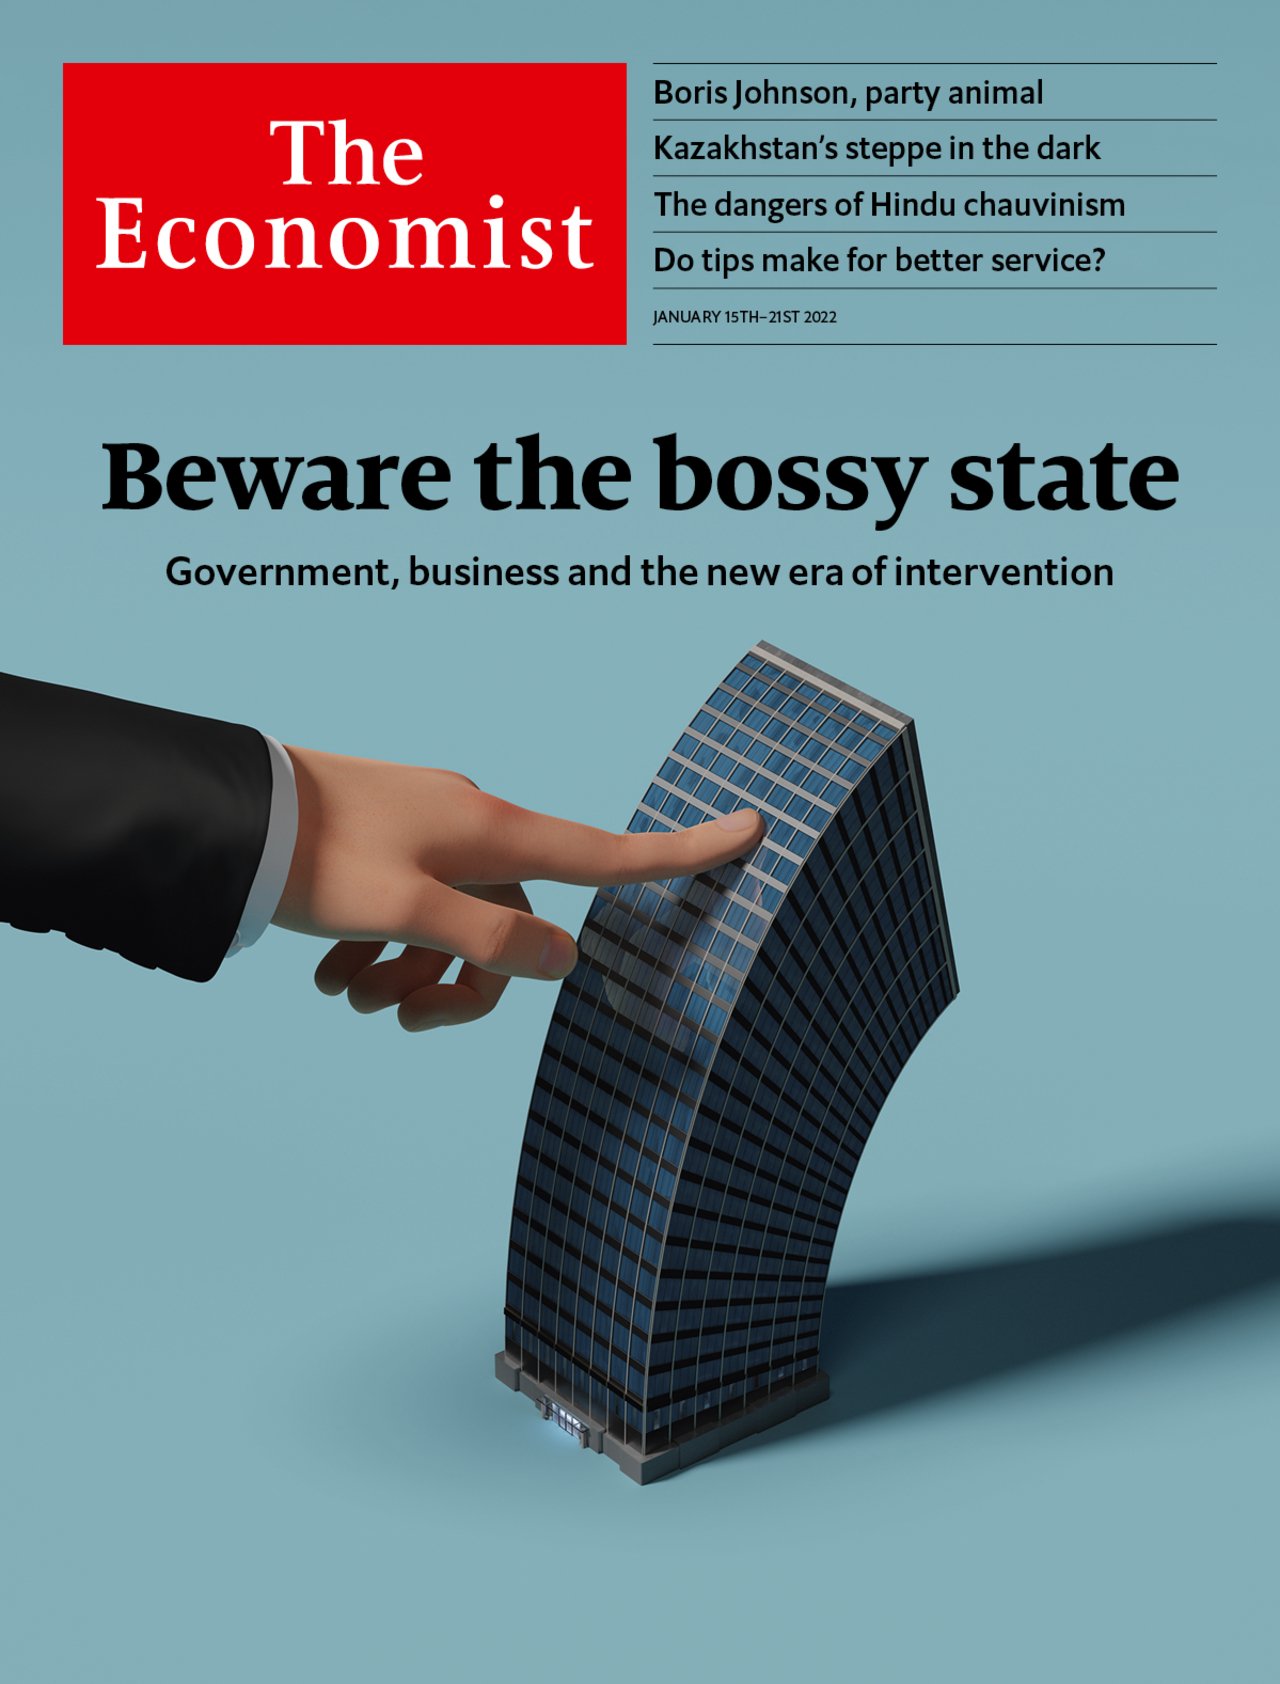 The
Economist
Boris Johnson, party animal
Kazakhstan’s steppe in the dark
The dangers of Hindu chauvinism
Do tips make for better service?
JANUARY 15TH–21ST 2022
Beware the bossy state
Government, business and the new era of intervention